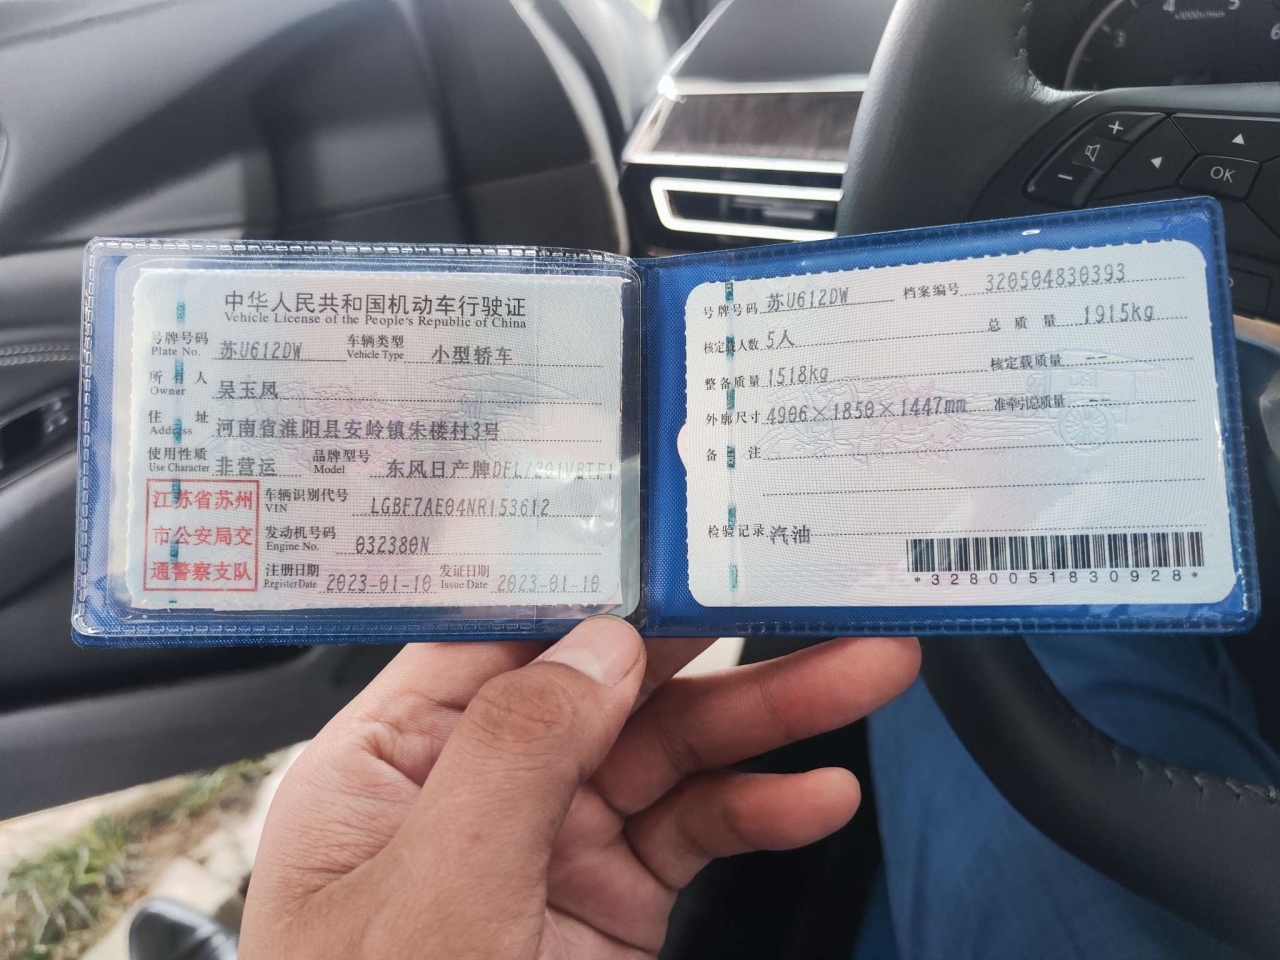 中华人民共和国机动车行驶证
Vehicle License of the People's Republic of China
号牌号码 Plate No. 苏U612DW 车辆类型 Vehicle Type 小型轿车
所有人 Owner 吴玉凤
住址 Address 河南省淮阳县安岭镇朱楼村3号
使用性质 Use Character 非营运 品牌型号 Model 东风日产牌
江苏省苏州
市公安局交
通警察支队
车辆识别代号 VIN LGBF7AE04NR153612
发动机号码 Engine No. 032380N
注册日期 Register Date 2023-01-10 发证日期 Issue Date 2023-01-10
号牌号码 苏U612DW 档案编号 320504830393
核定载人数 5人 总质量 1915kg
整备质量 1518kg 核定载质量 --
外廓尺寸 4906×1850×1447mm 准牵引总质量 --
备注
检验记录 汽油
*3280051830928*
+
-
OK
3
4
5
6
x1000r/min